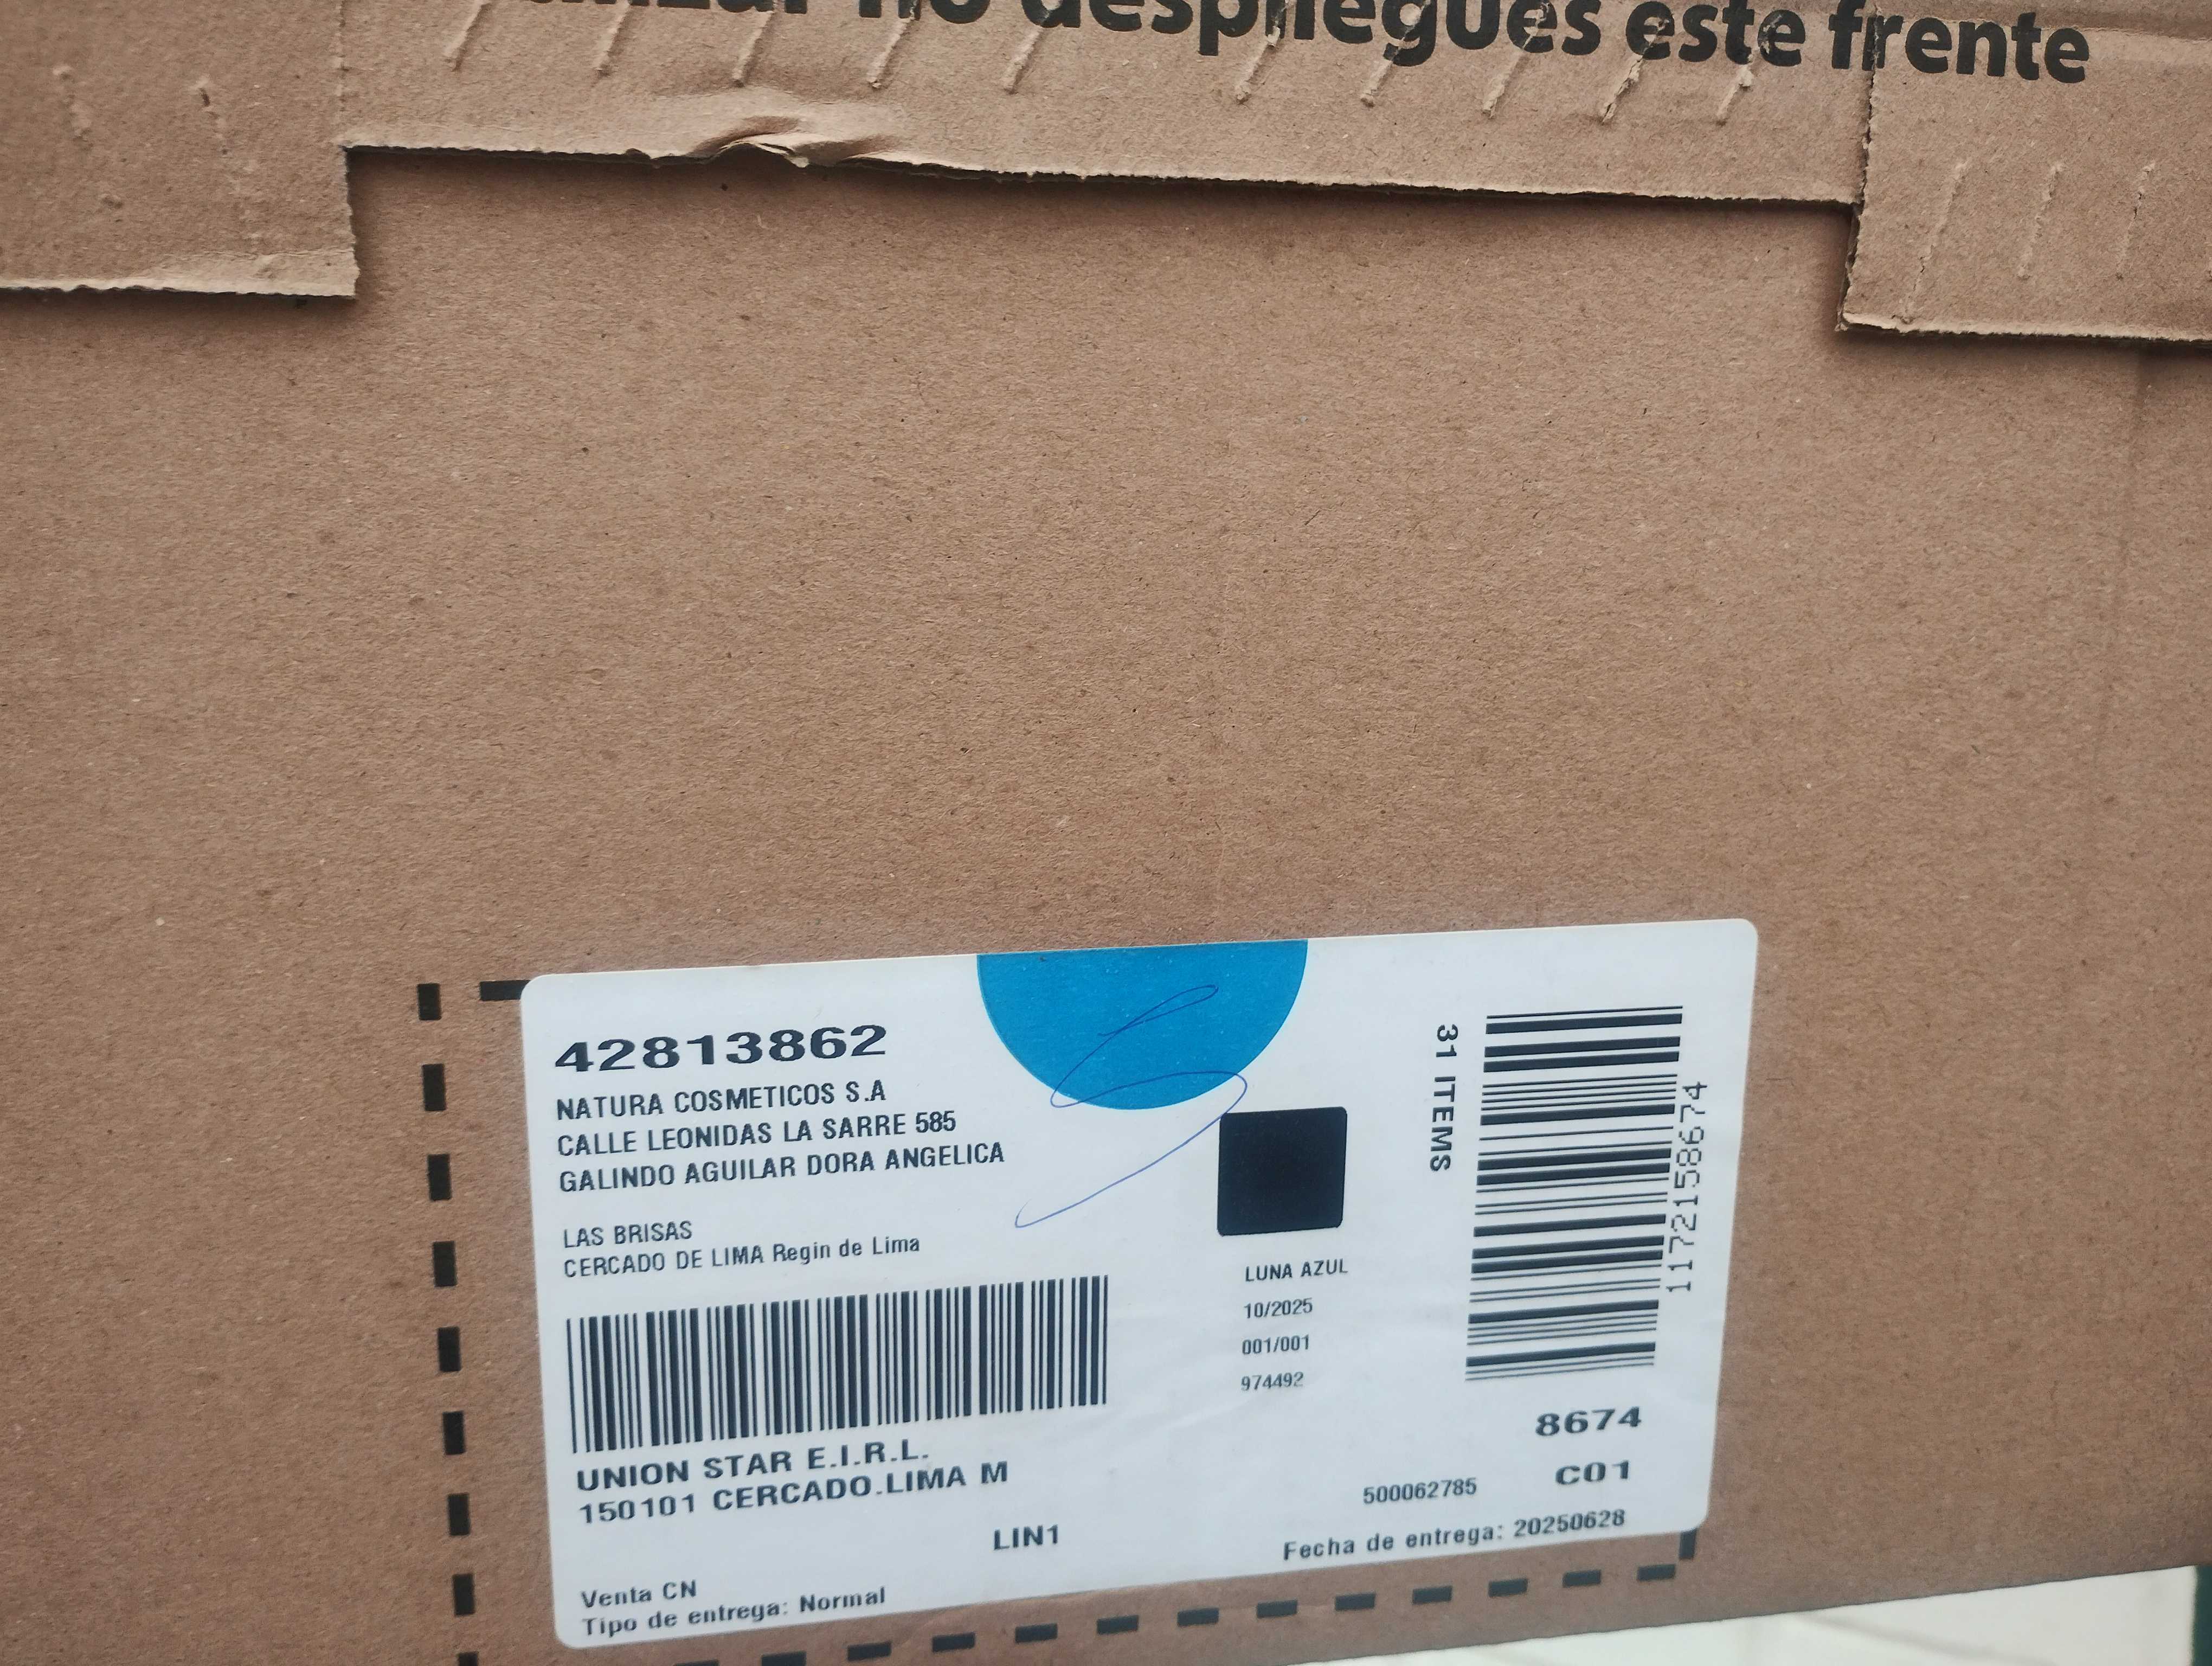 no despliegues este frente
42813862
NATURA COSMETICOS S.A
CALLE LEONIDAS LA SARRE 585
GALINDO AGUILAR DORA ANGELICA
LAS BRISAS
CERCADO DE LIMA Regin de Lima
UNION STAR E.I.R.L.
150101 CERCADO.LIMA M
LIN1
Venta CN
Tipo de entrega: Normal
LUNA AZUL
10/2025
001/001
974492
31 ITEMS
1172158674
8674
C01
500062785
Fecha de entrega: 20250628